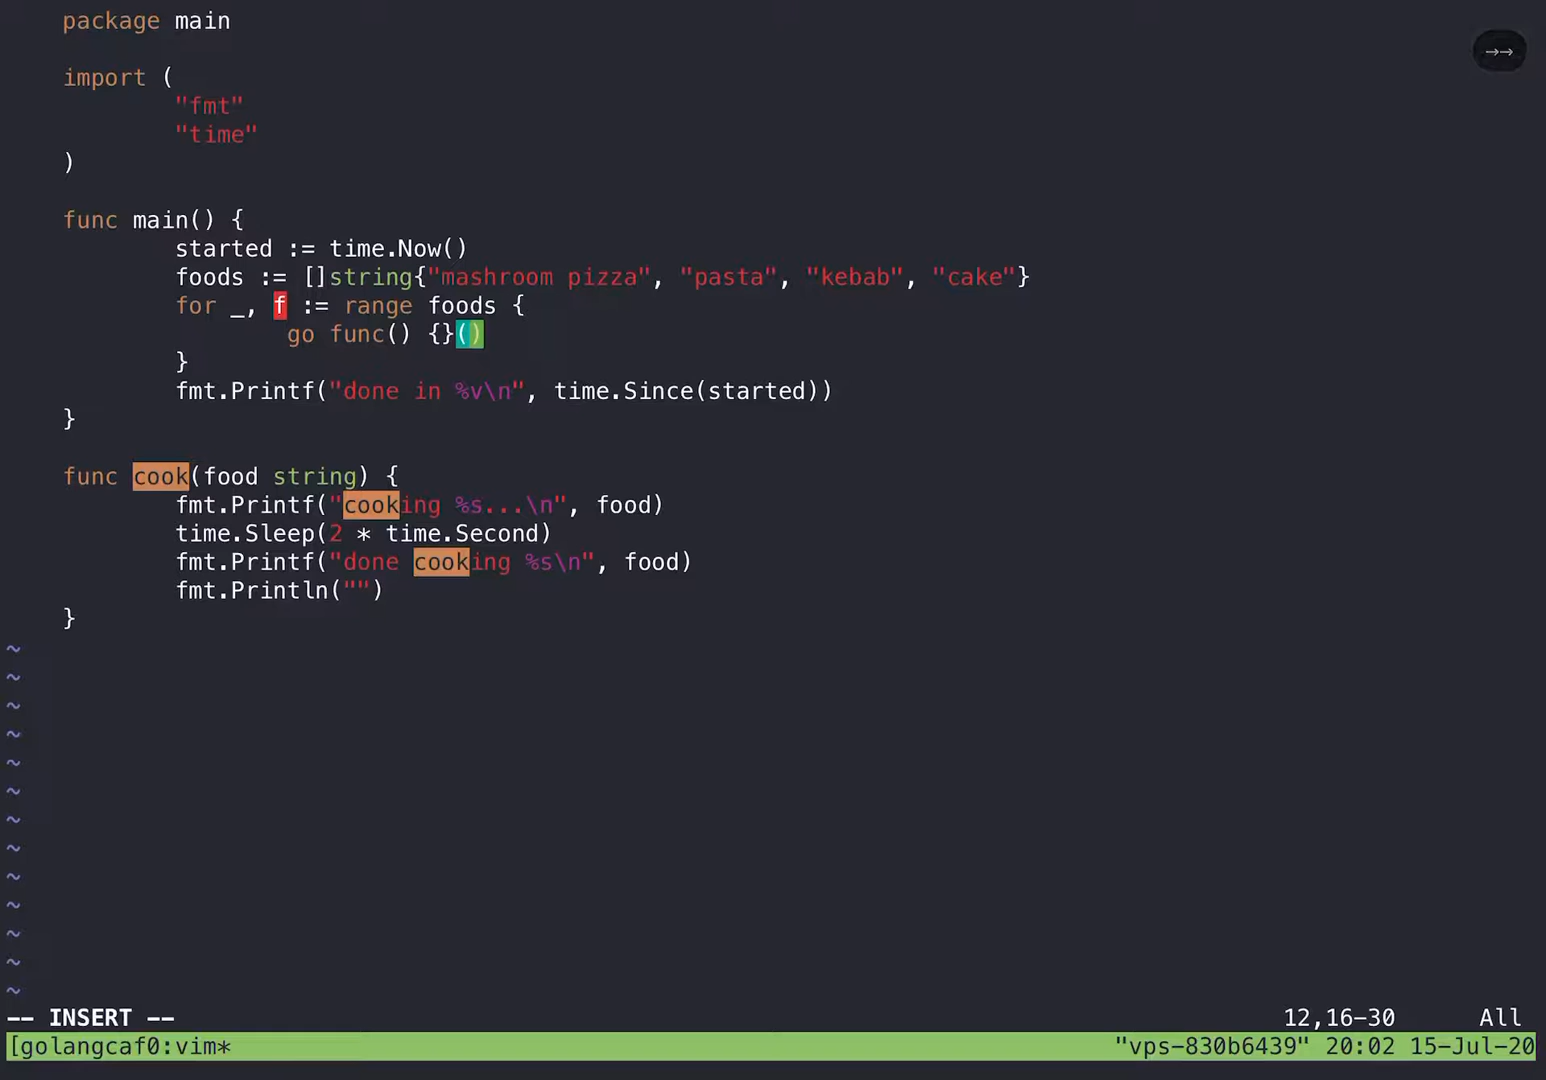 package main
→→
import (
"fmt"
"time"
)
func main() {
started := time.Now()
foods := []string{"mashroom pizza", "pasta", "kebab", "cake"}
for _, f := range foods {
go func() {}()
}
fmt.Printf("done in %v\n", time.Since(started))
}
func cook(food string) {
fmt.Printf("cooking %s...\n", food)
time.Sleep(2 * time.Second)
fmt.Printf("done cooking %s\n", food)
fmt.Println("")
}
~
~
~
~
~
~
~
~
~
~
~
~
~
-- INSERT -- 12,16-30 All
[golangcaf0:vim* "vps-830b6439" 20:02 15-Jul-20